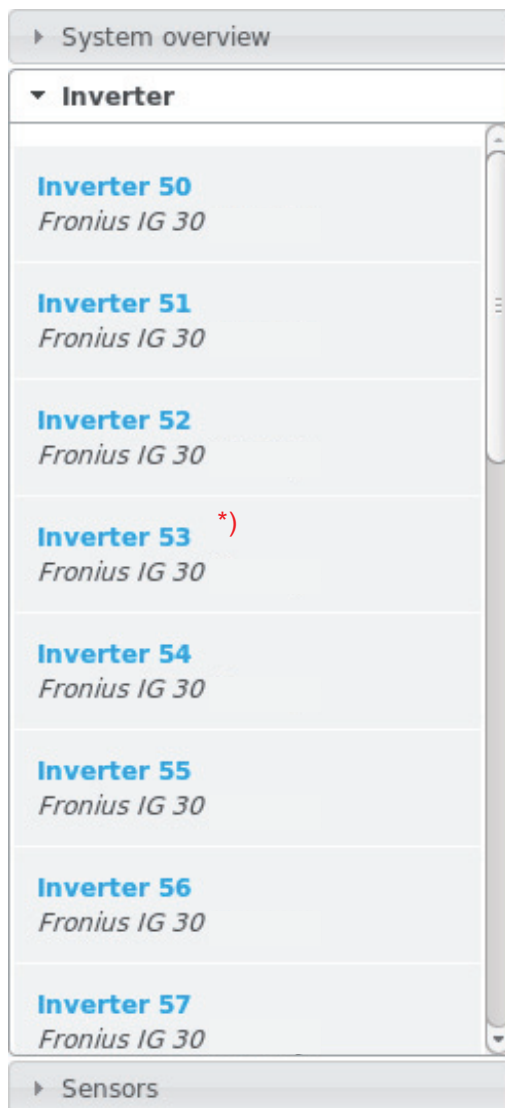 System overview
Inverter
Inverter 50
Fronius IG 30
Inverter 51
Fronius IG 30
Inverter 52
Fronius IG 30
Inverter 53 *)
Fronius IG 30
Inverter 54
Fronius IG 30
Inverter 55
Fronius IG 30
Inverter 56
Fronius IG 30
Inverter 57
Fronius IG 30
Sensors